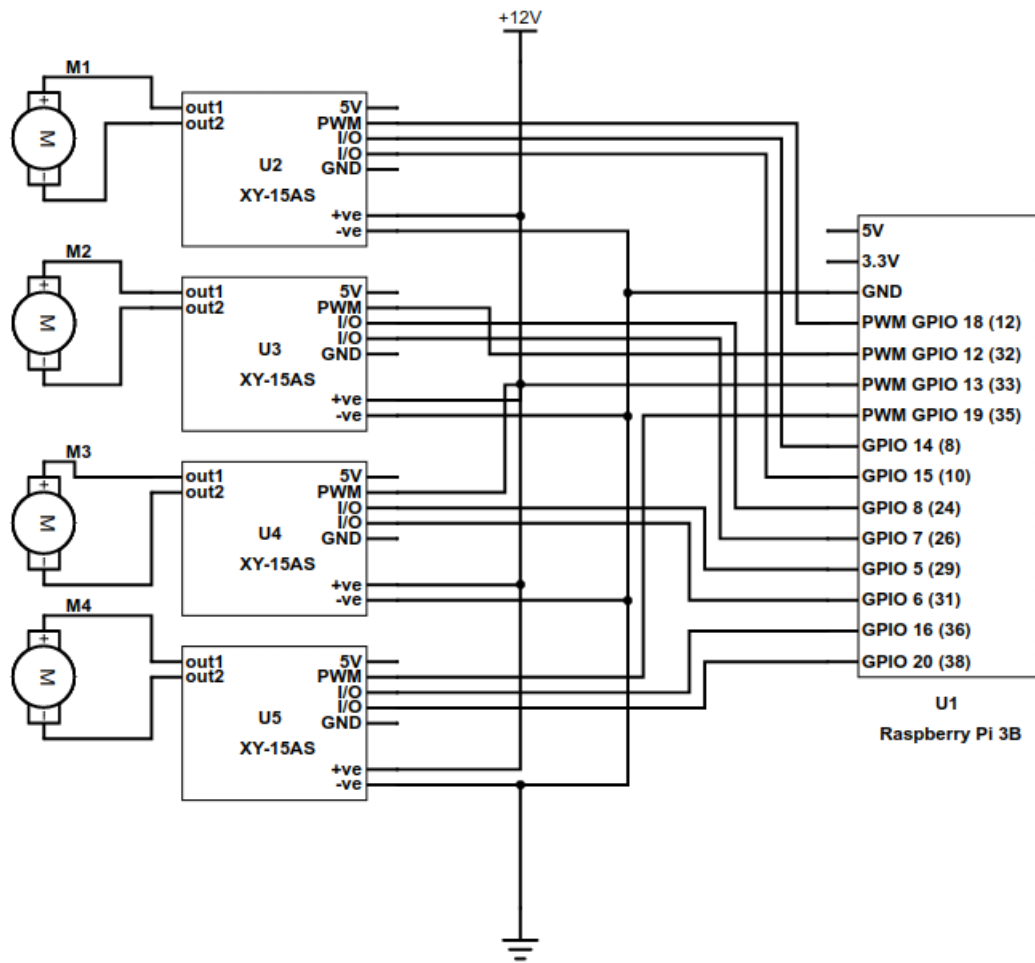 +12V
M1
M
out1
out2
5V
PWM
I/O
I/O
GND
U2
XY-15AS
+ve
-ve
M2
M
out1
out2
5V
PWM
I/O
I/O
GND
U3
XY-15AS
+ve
-ve
M3
M
out1
out2
5V
PWM
I/O
I/O
GND
U4
XY-15AS
+ve
-ve
M4
M
out1
out2
5V
PWM
I/O
I/O
GND
U5
XY-15AS
+ve
-ve
5V
3.3V
GND
PWM GPIO 18 (12)
PWM GPIO 12 (32)
PWM GPIO 13 (33)
PWM GPIO 19 (35)
GPIO 14 (8)
GPIO 15 (10)
GPIO 8 (24)
GPIO 7 (26)
GPIO 5 (29)
GPIO 6 (31)
GPIO 16 (36)
GPIO 20 (38)
U1
Raspberry Pi 3B